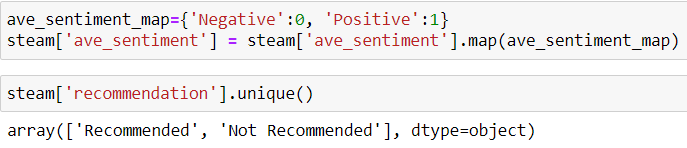 ave_sentiment_map={'Negative':0, 'Positive':1}
steam['ave_sentiment'] = steam['ave_sentiment'].map(ave_sentiment_map)
steam['recommendation'].unique()
array(['Recommended', 'Not Recommended'], dtype=object)